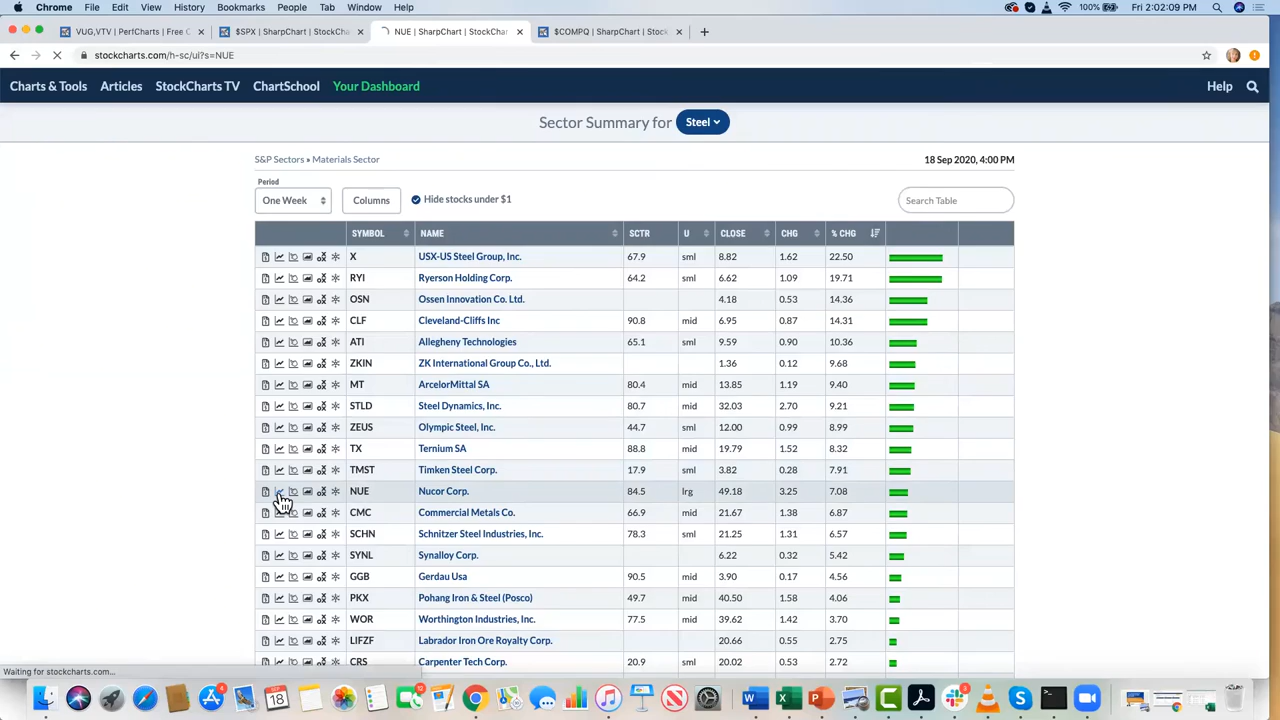 Chrome File Edit View History Bookmarks People Tab Window Help 100% Fri 2:02:09 PM
VUG,VTV | PerfCharts | Free C $SPX | SharpChart | StockCha NUE | SharpChart | StockChar $COMPQ | SharpChart | Stock
stockcharts.com/h-sc/ui?s=NUE
Charts & Tools Articles StockCharts TV ChartSchool Your Dashboard Help
Sector Summary for Steel
S&P Sectors » Materials Sector 18 Sep 2020, 4:00 PM
Period
One Week Columns Hide stocks under $1 Search Table
SYMBOL NAME SCTR U CLOSE CHG % CHG
X USX-US Steel Group, Inc. 67.9 sml 8.82 1.62 22.50
RYI Ryerson Holding Corp. 64.2 sml 6.62 1.09 19.71
OSN Ossen Innovation Co. Ltd. 4.18 0.53 14.36
CLF Cleveland-Cliffs Inc 90.8 mid 6.95 0.87 14.31
ATI Allegheny Technologies 65.1 sml 9.59 0.90 10.36
ZKIN ZK International Group Co., Ltd. 1.36 0.12 9.68
MT ArcelorMittal SA 80.4 mid 13.85 1.19 9.40
STLD Steel Dynamics, Inc. 80.7 mid 32.03 2.70 9.21
ZEUS Olympic Steel, Inc. 44.7 sml 12.00 0.99 8.99
TX Ternium SA 88.8 mid 19.79 1.52 8.32
TMST Timken Steel Corp. 17.9 sml 3.82 0.28 7.91
NUE Nucor Corp. 84.5 lrg 49.18 3.25 7.08
CMC Commercial Metals Co. 66.9 mid 21.67 1.38 6.87
SCHN Schnitzer Steel Industries, Inc. 78.3 sml 21.25 1.31 6.57
SYNL Synalloy Corp. 6.22 0.32 5.42
GGB Gerdau Usa 90.5 mid 3.90 0.17 4.56
PKX Pohang Iron & Steel (Posco) 49.7 mid 40.50 1.58 4.06
WOR Worthington Industries, Inc. 77.5 mid 39.62 1.42 3.70
LIFZF Labrador Iron Ore Royalty Corp. 20.66 0.55 2.75
CRS Carpenter Tech Corp. 20.9 sml 20.02 0.53 2.72
Waiting for stockcharts.com...